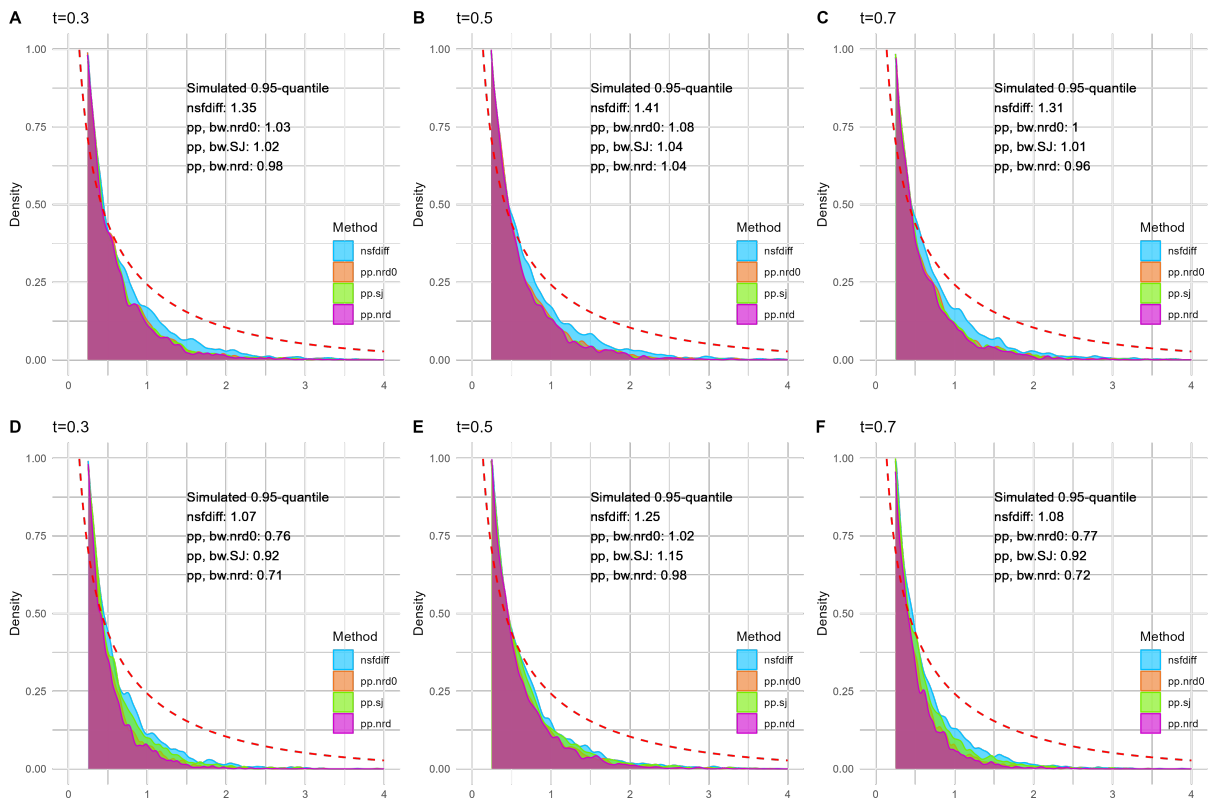 A t=0.3
1.00
0.75
0.50
0.25
0.00
Density
Simulated 0.95-quantile
nsfdiff: 1.35
pp, bw.nrd0: 1.03
pp, bw.SJ: 1.02
pp, bw.nrd: 0.98
Method
nsfdiff
pp.nrd0
pp.sj
pp.nrd
0 1 2 3 4
B t=0.5
1.00
0.75
0.50
0.25
0.00
Density
Simulated 0.95-quantile
nsfdiff: 1.41
pp, bw.nrd0: 1.08
pp, bw.SJ: 1.04
pp, bw.nrd: 1.04
Method
nsfdiff
pp.nrd0
pp.sj
pp.nrd
0 1 2 3 4
C t=0.7
1.00
0.75
0.50
0.25
0.00
Density
Simulated 0.95-quantile
nsfdiff: 1.31
pp, bw.nrd0: 1
pp, bw.SJ: 1.01
pp, bw.nrd: 0.96
Method
nsfdiff
pp.nrd0
pp.sj
pp.nrd
0 1 2 3 4
D t=0.3
1.00
0.75
0.50
0.25
0.00
Density
Simulated 0.95-quantile
nsfdiff: 1.07
pp, bw.nrd0: 0.76
pp, bw.SJ: 0.92
pp, bw.nrd: 0.71
Method
nsfdiff
pp.nrd0
pp.sj
pp.nrd
0 1 2 3 4
E t=0.5
1.00
0.75
0.50
0.25
0.00
Density
Simulated 0.95-quantile
nsfdiff: 1.25
pp, bw.nrd0: 1.02
pp, bw.SJ: 1.15
pp, bw.nrd: 0.98
Method
nsfdiff
pp.nrd0
pp.sj
pp.nrd
0 1 2 3 4
F t=0.7
1.00
0.75
0.50
0.25
0.00
Density
Simulated 0.95-quantile
nsfdiff: 1.08
pp, bw.nrd0: 0.77
pp, bw.SJ: 0.92
pp, bw.nrd: 0.72
Method
nsfdiff
pp.nrd0
pp.sj
pp.nrd
0 1 2 3 4